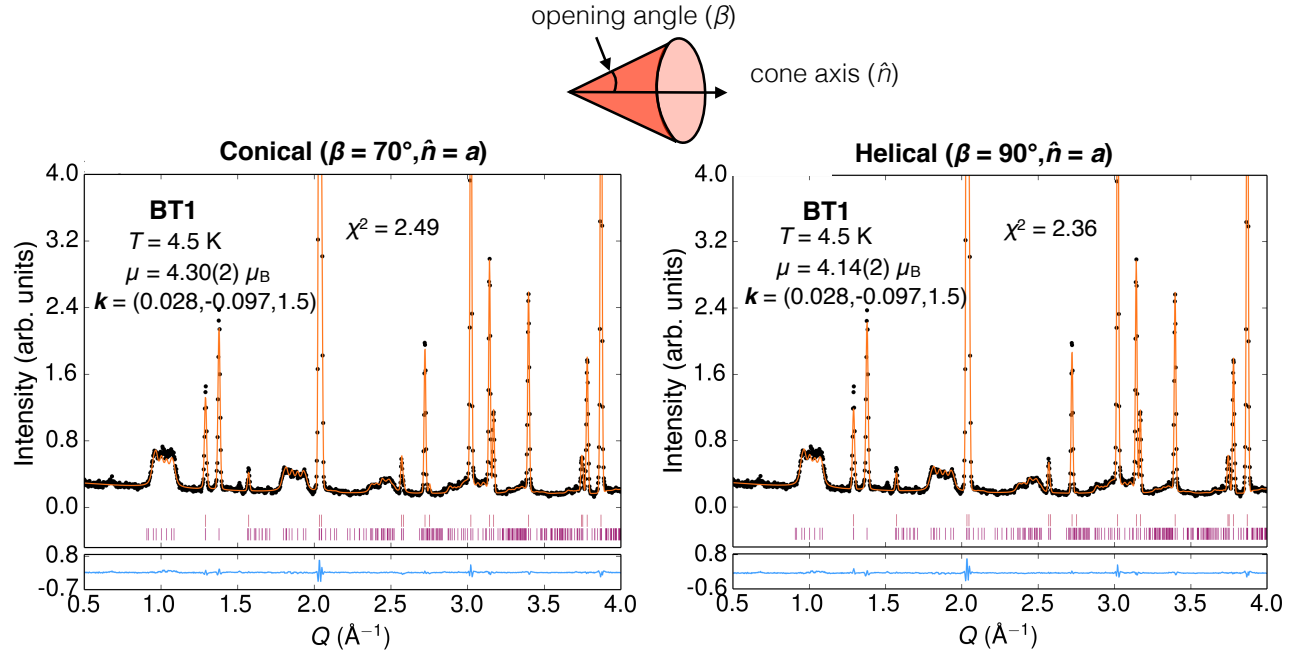 opening angle (β)
cone axis (n̂)
Conical (β = 70°, n̂ = a)
4.0
3.2
2.4
1.6
0.8
0.0
0.8
-0.7
Intensity (arb. units)
BT1
T = 4.5 K
μ = 4.30(2) μB
k = (0.028,-0.097,1.5)
χ² = 2.49
0.5 1.0 1.5 2.0 2.5 3.0 3.5 4.0
Q (Å⁻¹)
Helical (β = 90°, n̂ = a)
4.0
3.2
2.4
1.6
0.8
0.0
0.8
-0.6
Intensity (arb. units)
BT1
T = 4.5 K
μ = 4.14(2) μB
k = (0.028,-0.097,1.5)
χ² = 2.36
0.5 1.0 1.5 2.0 2.5 3.0 3.5 4.0
Q (Å⁻¹)